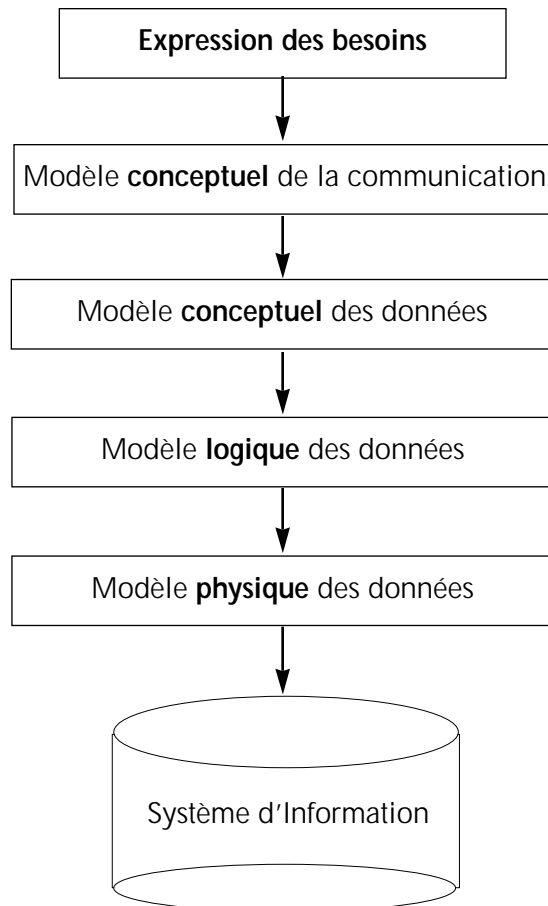 Expression des besoins
Modèle conceptuel de la communication
Modèle conceptuel des données
Modèle logique des données
Modèle physique des données
Système d'Information